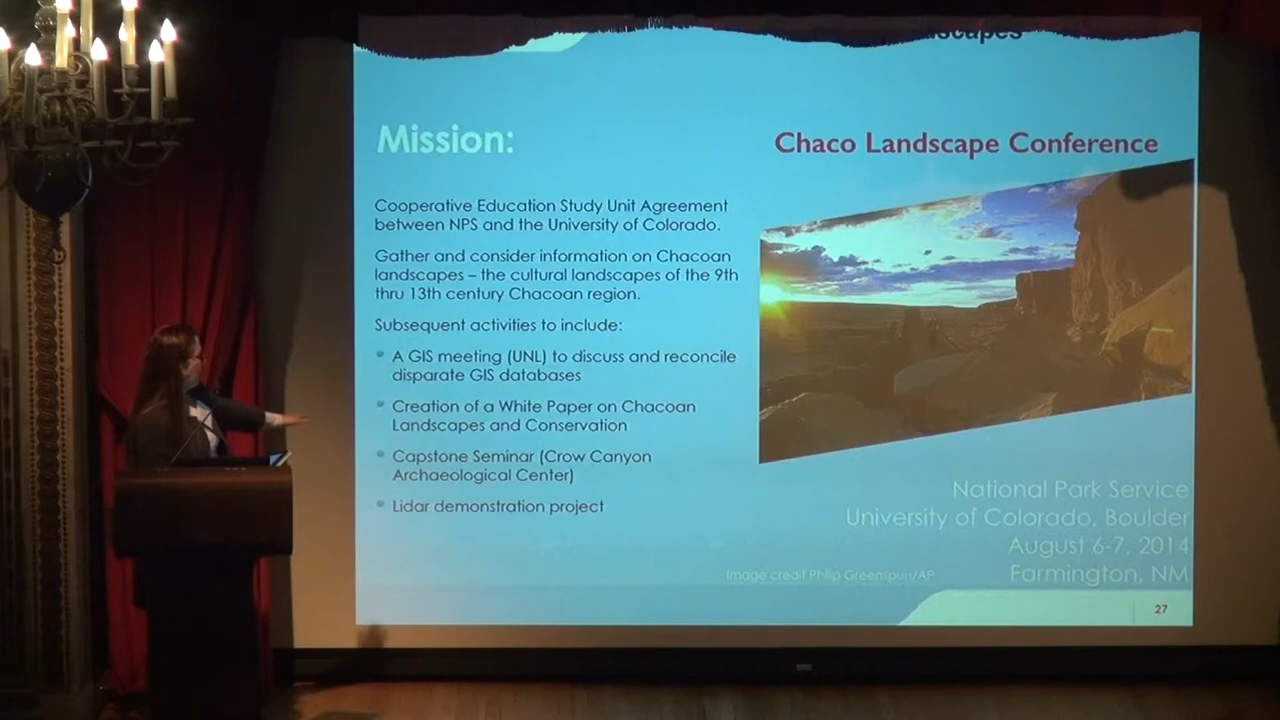 scapes
Mission:
Chaco Landscape Conference
Cooperative Education Study Unit Agreement
between NPS and the University of Colorado.
Gather and consider information on Chacoan
landscapes – the cultural landscapes of the 9th
thru 13th century Chacoan region.
Subsequent activities to include:
A GIS meeting (UNL) to discuss and reconcile
disparate GIS databases
Creation of a White Paper on Chacoan
Landscapes and Conservation
Capstone Seminar (Crow Canyon
Archaeological Center)
Lidar demonstration project
National Park Service
University of Colorado, Boulder
August 6-7, 2014
Farmington, NM
Image credit Philip Greenspun/AP
27